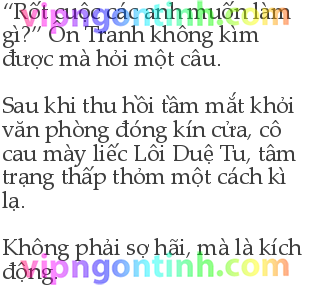 vipngontinh.com
“Rốt cuộc các anh muốn làm
gì?” Ôn Tranh không kìm
được mà hỏi một câu.
Sau khi thu hồi tầm mắt khỏi
văn phòng đóng kín cửa, cô
cau mày liếc Lôi Duệ Tu, tâm
trạng thấp thỏm một cách kì
lạ.
Không phải sợ hãi, mà là kích
động.
vipngontinh.com